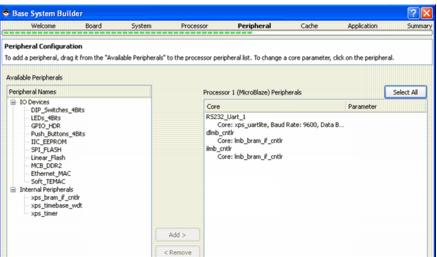 Base System Builder
Welcome Board System Processor Peripheral Cache Application Summary
Peripheral Configuration
To add a peripheral, drag it from the "Available Peripherals" to the processor peripheral list. To change a core parameter, click on the peripheral.
Available Peripherals
Peripheral Names
IO Devices
DIP_Switches_4Bits
LEDs_4Bits
GPIO_HDR
Push_Buttons_4Bits
IIC_EEPROM
SPI_FLASH
Linear_Flash
MCB_DDR2
Ethernet_MAC
Soft_TEMAC
Internal Peripherals
xps_bram_if_cntlr
xps_timebase_wdt
xps_timer
Add >
< Remove
Processor 1 (MicroBlaze) Peripherals
Select All
Core Parameter
RS232_Uart_1
Core: xps_uartlite, Baud Rate: 9600, Data B...
dlmb_cntlr
Core: lmb_bram_if_cntlr
ilmb_cntlr
Core: lmb_bram_if_cntlr